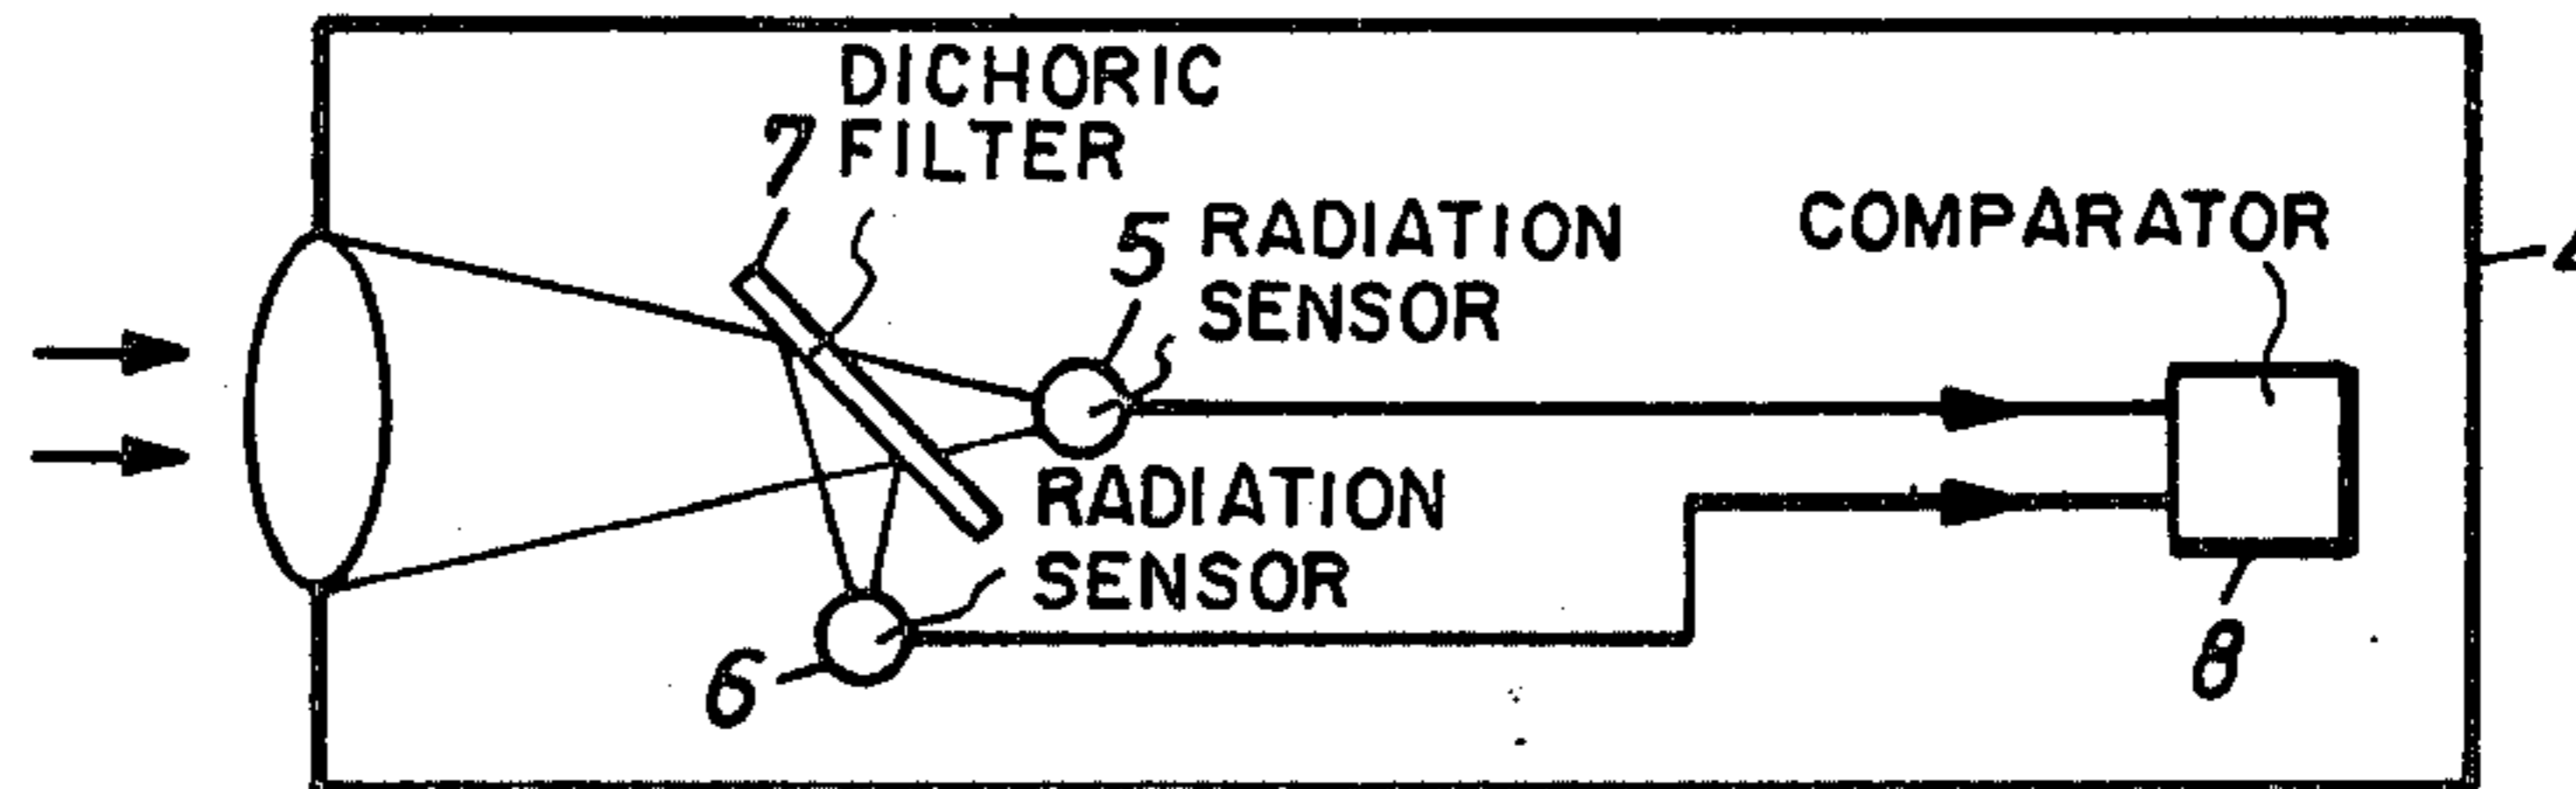 DICHORIC
7 FILTER
5 RADIATION
SENSOR
COMPARATOR
RADIATION
SENSOR
6
8